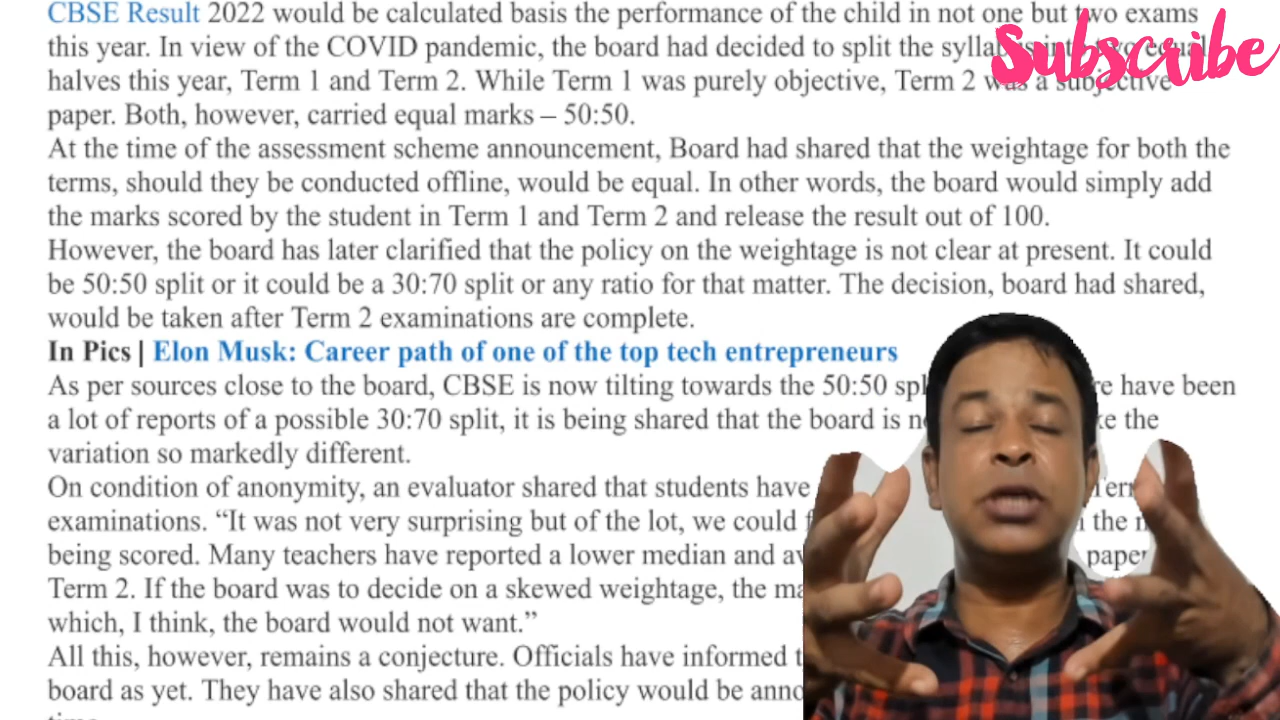 CBSE Result 2022 would be calculated basis the performance of the child in not one but two exams
this year. In view of the COVID pandemic, the board had decided to split the
halves this year, Term 1 and Term 2. While Term 1 was purely objective, Term 2 was a subjective
paper. Both, however, carried equal marks – 50:50.
At the time of the assessment scheme announcement, Board had shared that the weightage for both the
terms, should they be conducted offline, would be equal. In other words, the board would simply add
the marks scored by the student in Term 1 and Term 2 and release the result out of 100.
However, the board has later clarified that the policy on the weightage is not clear at present. It could
be 50:50 split or it could be a 30:70 split or any ratio for that matter. The decision, board had shared,
would be taken after Term 2 examinations are complete.
In Pics | Elon Musk: Career path of one of the top tech entrepreneurs
As per sources close to the board, CBSE is now tilting towards the 50:50 have been
a lot of reports of a possible 30:70 split, it is being shared that the board is the
variation so markedly different.
On condition of anonymity, an evaluator shared that students have
examinations. “It was not very surprising but of the lot, we could the
being scored. Many teachers have reported a lower median and
Term 2. If the board was to decide on a skewed weightage, the
which, I think, the board would not want.”
All this, however, remains a conjecture. Officials have informed
board as yet. They have also shared that the policy would be
Subscribe